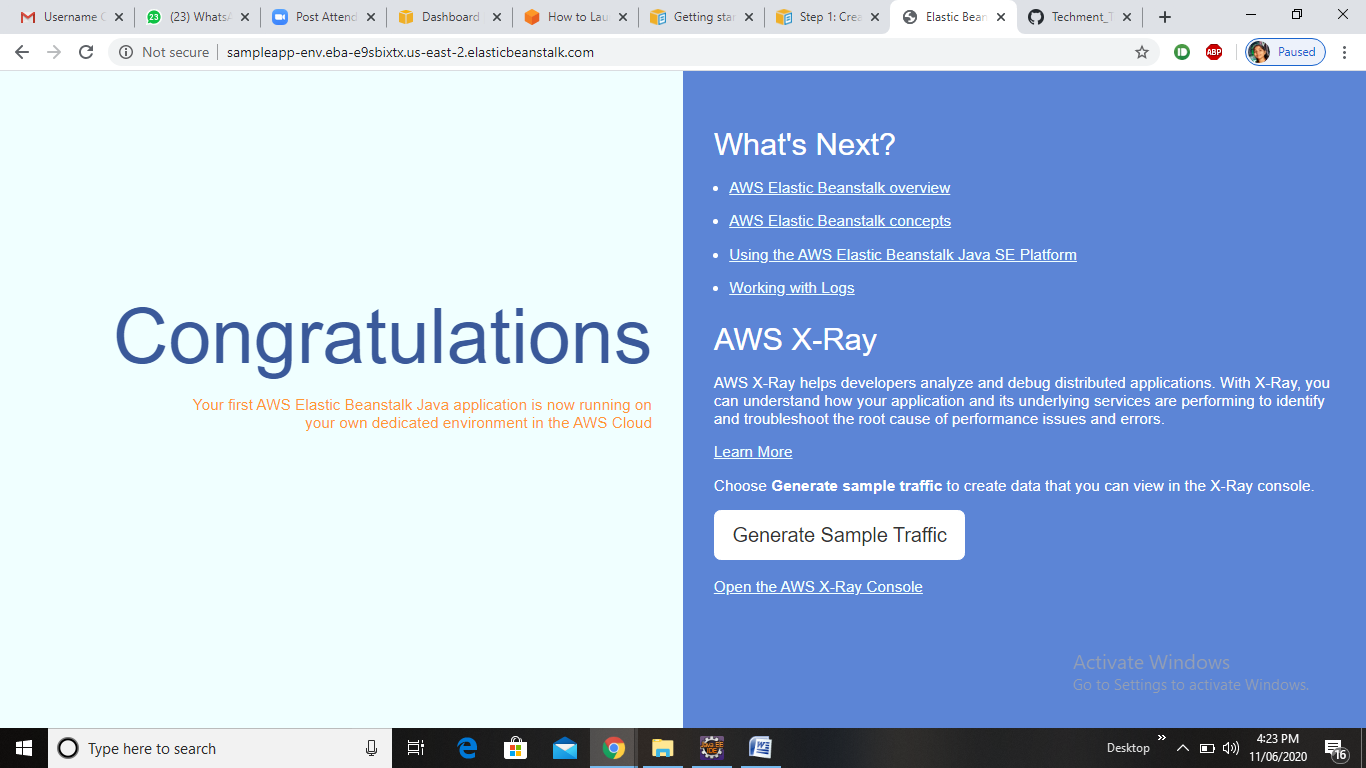 Username
(23) Whats
Post Attend
Dashboard
How to Lau
Getting star
Step 1: Crea
Elastic Bean
Techment_T
Not secure
sampleapp-env.eba-e9sbixtx.us-east-2.elasticbeanstalk.com
ABP
Paused
Congratulations
Your first AWS Elastic Beanstalk Java application is now running on
your own dedicated environment in the AWS Cloud
What's Next?
AWS Elastic Beanstalk overview
AWS Elastic Beanstalk concepts
Using the AWS Elastic Beanstalk Java SE Platform
Working with Logs
AWS X-Ray
AWS X-Ray helps developers analyze and debug distributed applications. With X-Ray, you
can understand how your application and its underlying services are performing to identify
and troubleshoot the root cause of performance issues and errors.
Learn More
Choose Generate sample traffic to create data that you can view in the X-Ray console.
Generate Sample Traffic
Open the AWS X-Ray Console
Activate Windows
Go to Settings to activate Windows.
Type here to search
Desktop
4:23 PM
11/06/2020
16